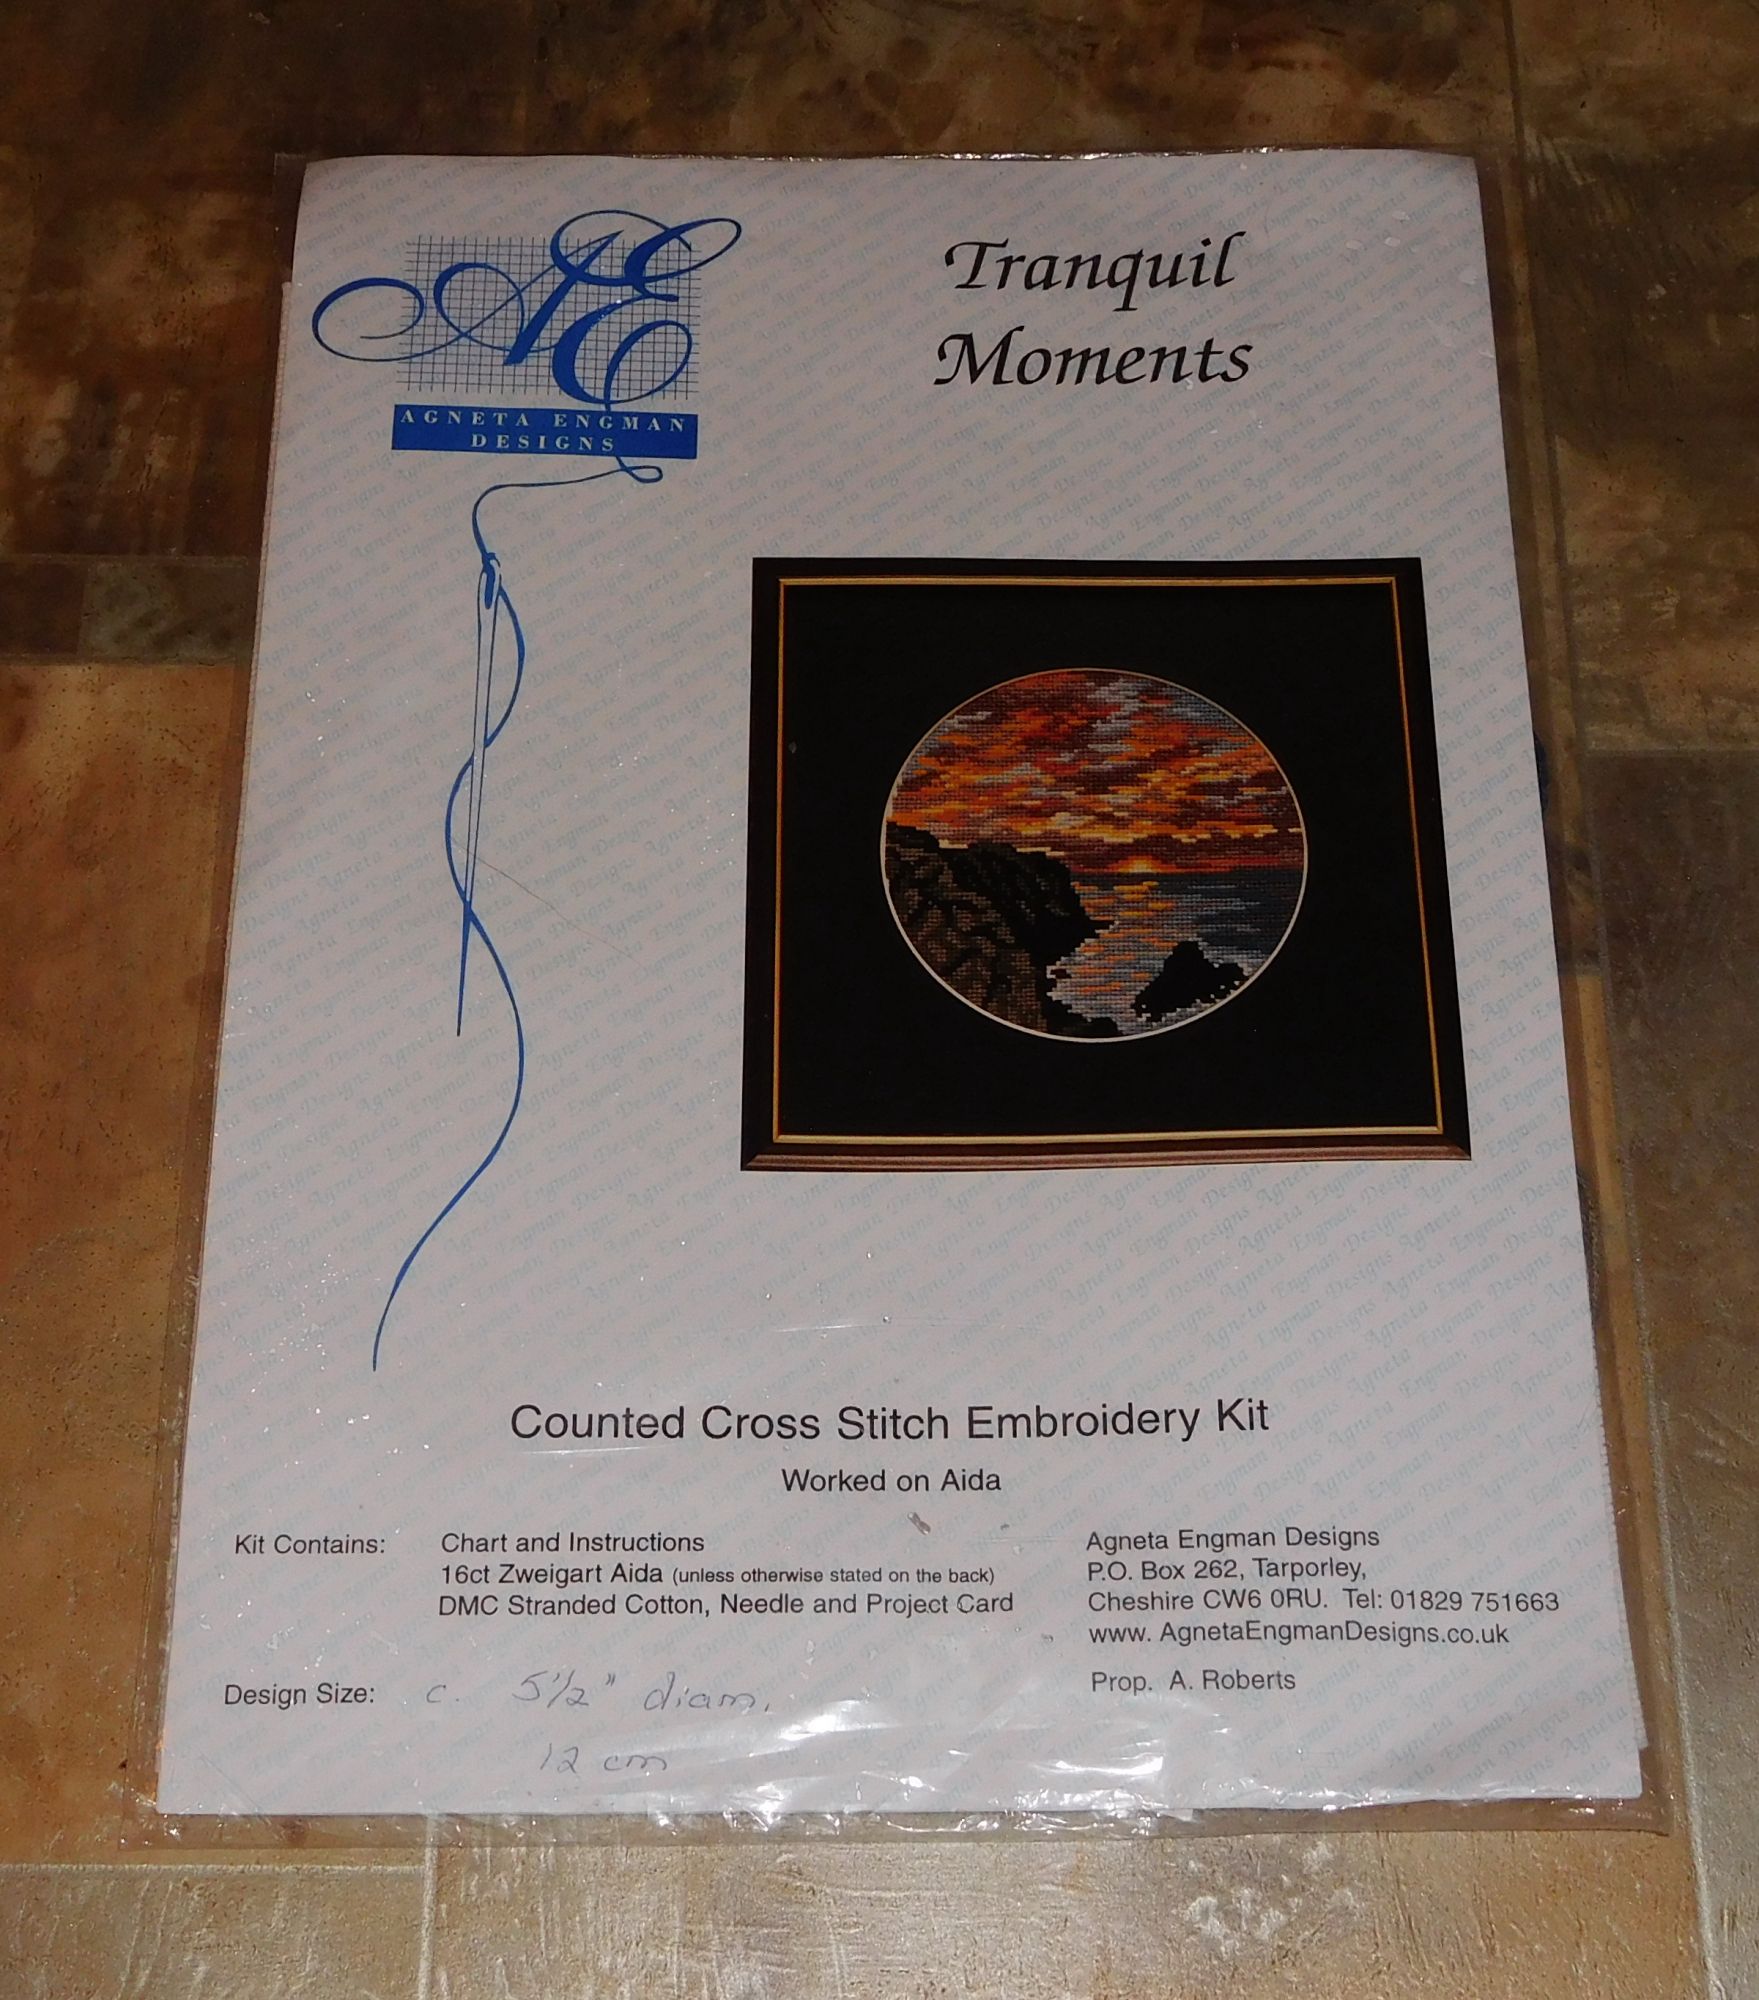 AE
AGNETA ENGMAN
DESIGNS
Tranquil
Moments
Counted Cross Stitch Embroidery Kit
Worked on Aida
Kit Contains:
Chart and Instructions
16ct Zweigart Aida (unless otherwise stated on the back)
DMC Stranded Cotton, Needle and Project Card
Agneta Engman Designs
P.O. Box 262, Tarporley,
Cheshire CW6 0RU. Tel: 01829 751663
www. AgnetaEngmanDesigns.co.uk
Prop. A. Roberts
Design Size: c. 5 1/2" diam.
12 cm